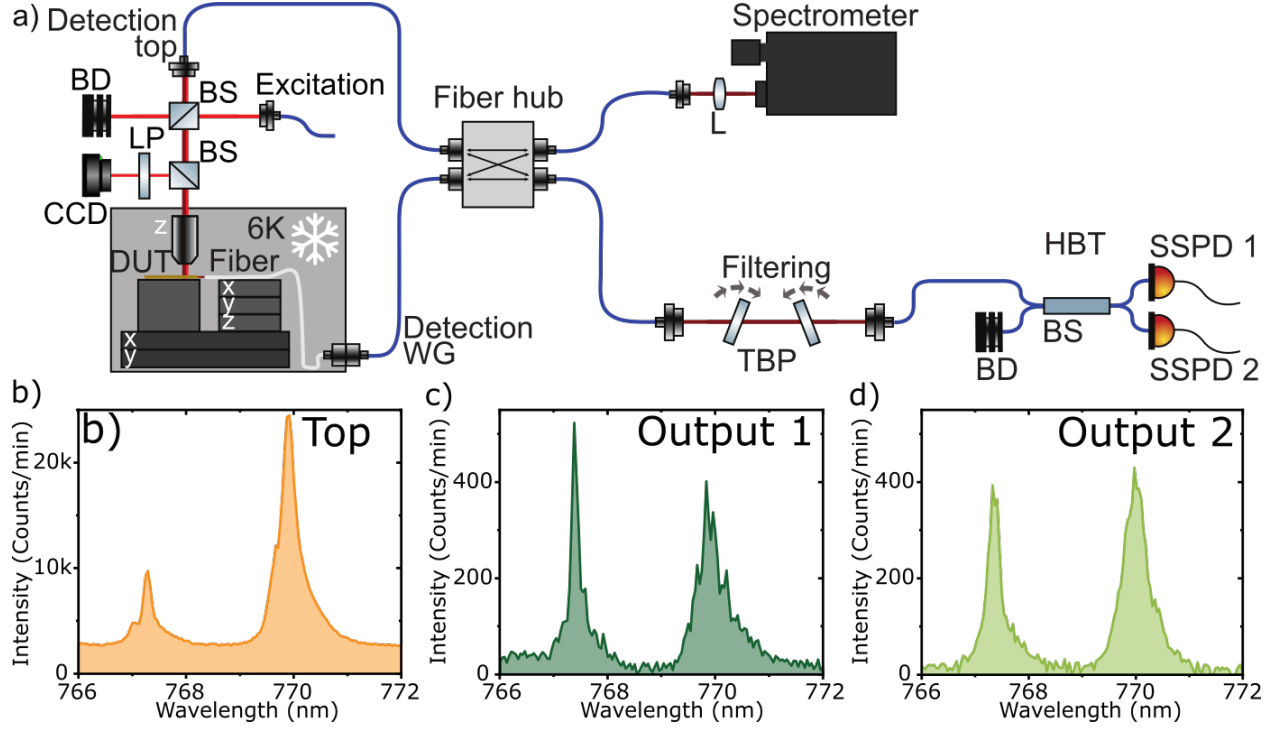 a)
Detection
top
BD
BS
Excitation
LP
BS
CCD
z
6K
DUT
Fiber
x
y
z
x
y
Detection
WG
Fiber hub
Spectrometer
L
Filtering
TBP
HBT
BS
BD
SSPD 1
SSPD 2
b)
b)
Top
Intensity (Counts/min)
20k
10k
0
766
768
770
772
Wavelength (nm)
c)
Output 1
Intensity (Counts/min)
400
200
0
766
768
770
772
Wavelength (nm)
d)
Output 2
Intensity (Counts/min)
400
200
0
766
768
770
772
Wavelength (nm)